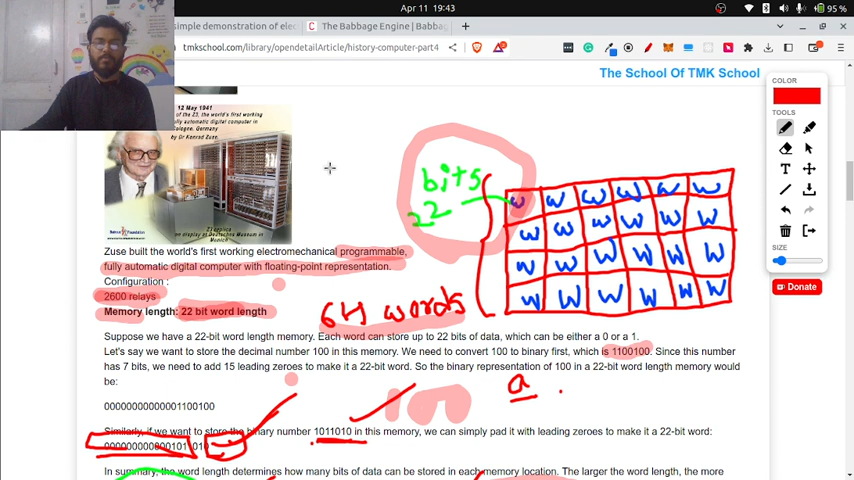 Apr 11 19:43
95 %
simple demonstration of elec
The Babbage Engine | Babbag
tmkschool.com/library/opendetailArticle/history-computer-part4
The School Of TMK School
COLOR
TOOLS
SIZE
Donate
12 May 1941
of the Z3, the world's first working
fully automatic digital computer
Cologne, Germany
by Dr Konrad Zuse.
Munich
bits
22
W W W W W W
W W W W W W
W W W W W W
W W W W W W
Zuse built the world's first working electromechanical programmable,
fully automatic digital computer with floating-point representation.
Configuration :
2600 relays
Memory length: 22 bit word length
64 words
Suppose we have a 22-bit word length memory. Each word can store up to 22 bits of data, which can be either a 0 or a 1.
Let's say we want to store the decimal number 100 in this memory. We need to convert 100 to binary first, which is 1100100. Since this number
has 7 bits, we need to add 15 leading zeroes to make it a 22-bit word. So the binary representation of 100 in a 22-bit word length memory would
be:
a
100
0000000000000001100100
Similarly, if we want to store the binary number 1011010 in this memory, we can simply pad it with leading zeroes to make it a 22-bit word:
In summary, the word length determines how many bits of data can be stored in each memory location. The larger the word length, the more